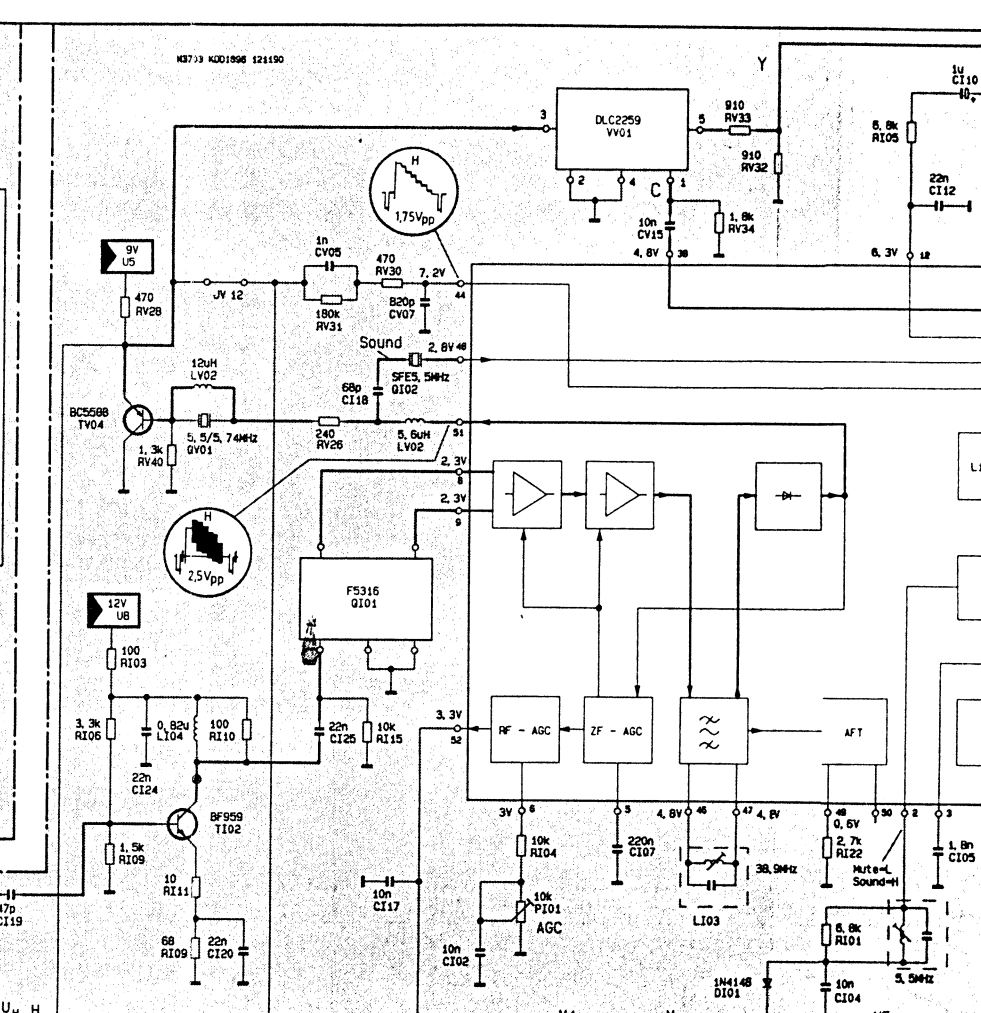 1u
CI10
Y
DLC2259
VV01
3
5
910
RV33
6,8k
RI05
910
RV32
2
4
C
1
22n
CI12
10n
CV15
1,8k
RV34
4,8V
38
6,3V
12
H
1,75Vpp
9V
U5
1n
CV05
470
RV30
7,2V
44
470
RV28
JV 12
180k
RV31
820p
CV07
Sound
2,8V
SFE5,5MHz
QI02
12uH
LV02
68p
CI18
BC558B
TV04
5,5/5,74MHz
QV01
240
RV26
5,6uH
LV02
51
1,3k
RV40
2,3V
8
2,3V
9
H
2,5Vpp
F5316
QI01
12V
U8
100
RI03
3,3k
RI06
0,82u
LI04
100
RI10
22n
CI25
10k
RI15
3,3V
52
RF - AGC
ZF - AGC
AFT
22n
CI24
BF959
TI02
3V
6
5
4,8V
46
47
4,8V
49
50
2
3
0,6V
1,5k
RI09
10k
RI04
220n
CI07
2,7k
RI22
1,8n
CI05
Mute=L
Sound=H
38,9MHz
LI03
10
RI11
10n
CI17
10k
PI01
AGC
CI19
68
RI09
22n
CI20
10n
CI02
6,8k
RI01
5,5MHz
1N4148
DI01
10n
CI04